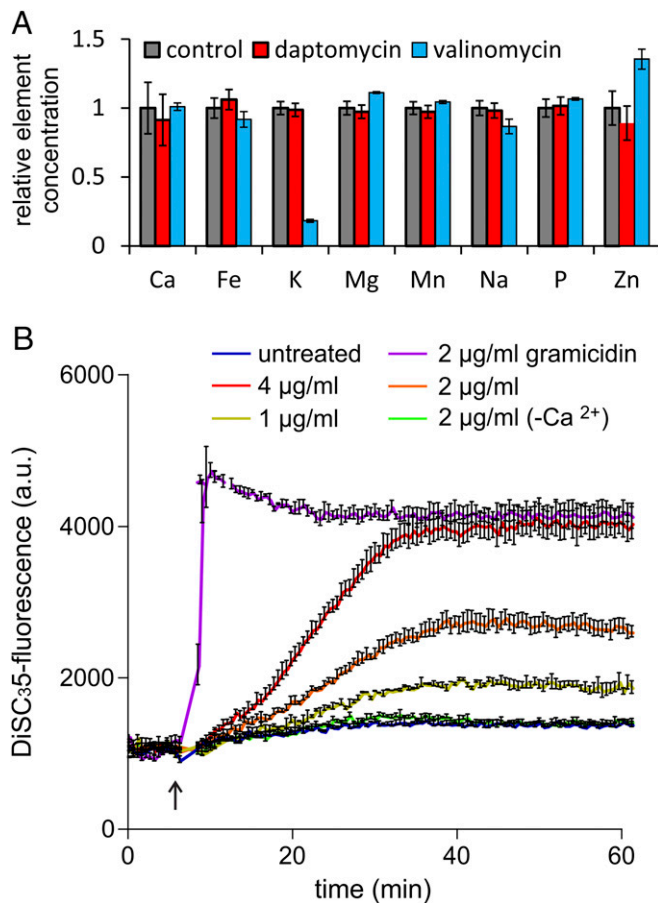 A
relative element
concentration
1.5
1
0.5
0
control
daptomycin
valinomycin
Ca Fe K Mg Mn Na P Zn
B
untreated
2 µg/ml gramicidin
4 µg/ml
2 µg/ml
1 µg/ml
2 µg/ml (-Ca ²⁺)
DiSC₃5-fluorescence (a.u.)
6000
4000
2000
0
0 20 40 60
time (min)